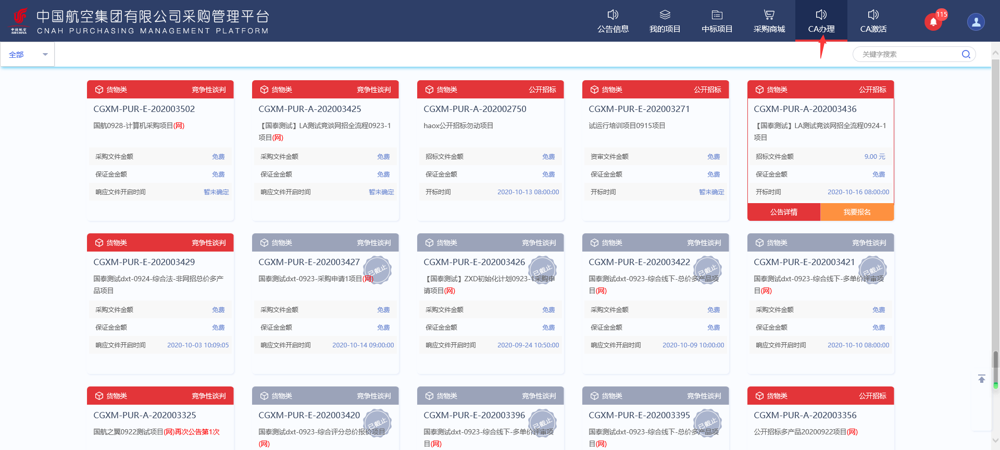 中国航空集团有限公司采购管理平台
CNAH PURCHASING MANAGEMENT PLATFORM
中国航空
AIR CHINA
公告信息
我的项目
中标项目
采购商城
CA办理
CA激活
115
全部
关键字搜索
货物类 竞争性谈判
CGXM-PUR-E-202003502
国航0928-计算机采购项目(网)
采购文件金额 免费
保证金金额 免费
响应文件开启时间 暂未确定
货物类 竞争性谈判
CGXM-PUR-A-202003425
【国泰测试】LA测试竞谈网招全流程0923-1
项目(网)
采购文件金额 免费
保证金金额 免费
响应文件开启时间 暂未确定
货物类 公开招标
CGXM-PUR-A-202002750
haox公开招标勿动项目
招标文件金额 免费
保证金金额 免费
开标时间 2020-10-13 08:00:00
货物类 公开招标
CGXM-PUR-E-202003271
试运行培训项目0915项目
资审文件金额 免费
保证金金额 免费
开标时间 暂未确定
货物类 公开招标
CGXM-PUR-A-202003436
【国泰测试】LA测试竞谈网招全流程0924-1
项目
招标文件金额 9.00 元
保证金金额 免费
开标时间 2020-10-16 08:00:00
公告详情 我要报名
货物类 竞争性谈判
CGXM-PUR-E-202003429
国泰测试dxt-0924-综合法-非网招总价多产
品项目
采购文件金额 免费
保证金金额 免费
响应文件开启时间 2020-10-03 10:09:05
货物类 竞争性谈判
CGXM-PUR-E-202003427
已截止
国泰测试dxt-0923-采购申请1项目(网)
采购文件金额 免费
保证金金额 免费
响应文件开启时间 2020-10-14 09:00:00
货物类 竞争性谈判
CGXM-PUR-E-202003426
已截止
【国泰测试】ZXD初始化计划0923-1采购申
请项目(网)
采购文件金额 免费
保证金金额 免费
响应文件开启时间 2020-09-24 10:50:00
货物类 竞争性谈判
CGXM-PUR-E-202003422
已截止
国泰测试dxt-0923-综合线下-总价多产品项
目(网)
采购文件金额 免费
保证金金额 免费
响应文件开启时间 2020-10-09 10:00:00
货物类 竞争性谈判
CGXM-PUR-E-202003421
已截止
国泰测试dxt-0923-综合线下-多单价评审项
目(网)
采购文件金额 免费
保证金金额 免费
响应文件开启时间 2020-10-10 08:00:00
货物类 竞争性谈判
CGXM-PUR-A-202003325
国航之翼0922测试项目(网)再次公告第1次
货物类 竞争性谈判
CGXM-PUR-E-202003420
已截止
国泰测试dxt-0923-综合评分总价报价项目
(网)
货物类 竞争性谈判
CGXM-PUR-E-202003396
已截止
国泰测试dxt-0923-综合线下-多单价评审项
目(网)
货物类 竞争性谈判
CGXM-PUR-E-202003395
已截止
国泰测试dxt-0923-综合线下-总价多产品项
目(网)
货物类 公开招标
CGXM-PUR-A-202003356
公开招标多产品20200922项目(网)